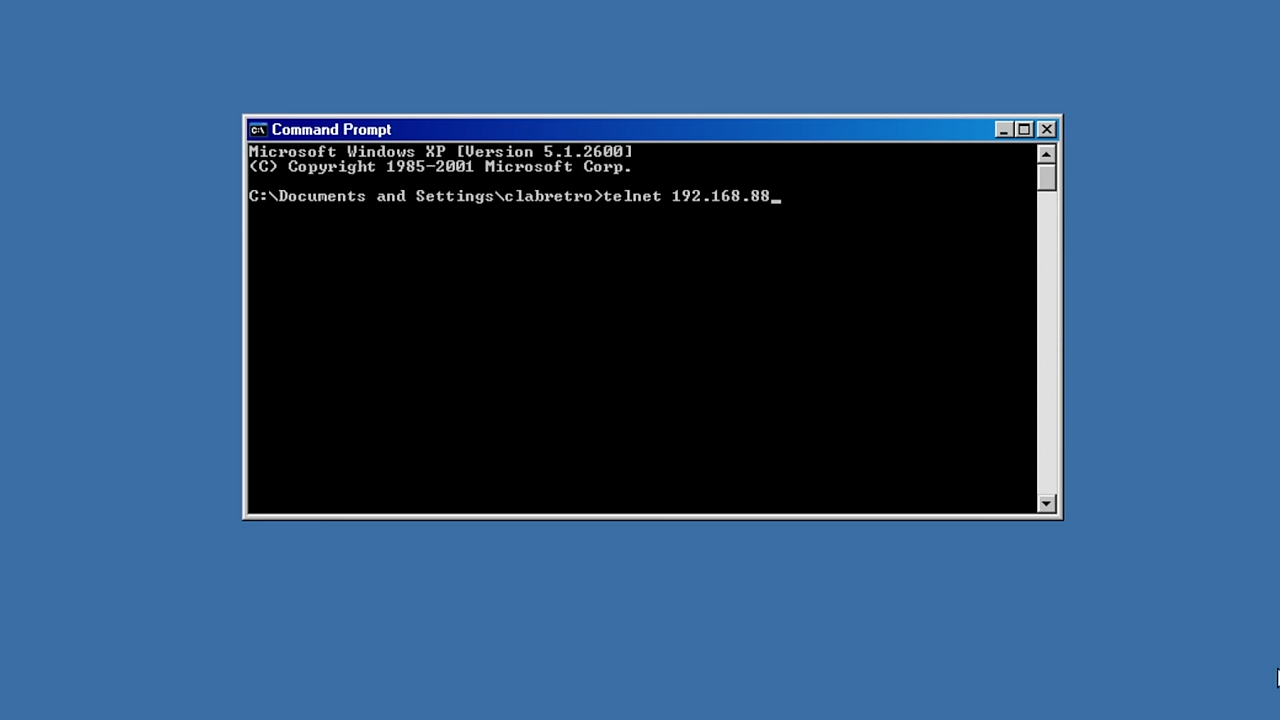 Command Prompt
Microsoft Windows XP [Version 5.1.2600]
(C) Copyright 1985-2001 Microsoft Corp.
C:\Documents and Settings\clabretro>telnet 192.168.88_